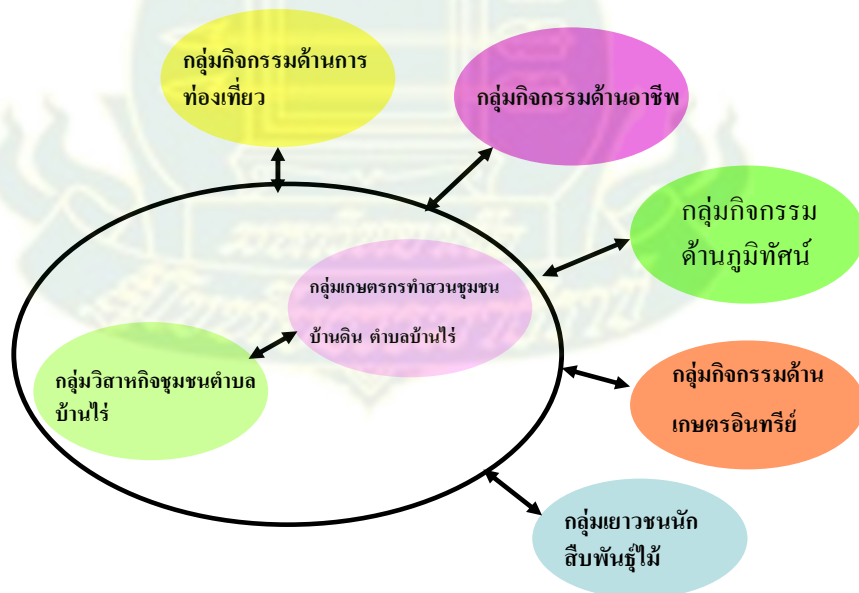 กลุ่มกิจกรรมด้านการ
ท่องเที่ยว
กลุ่มกิจกรรมด้านอาชีพ
กลุ่มกิจกรรม
ด้านภูมิทัศน์
กลุ่มเกษตรกรทำสวนชุมชน
บ้านดิน ตำบลบ้านไร่
กลุ่มวิสาหกิจชุมชนตำบล
บ้านไร่
กลุ่มกิจกรรมด้าน
เกษตรอินทรีย์
กลุ่มเยาวชนนัก
สืบพันธุ์ไม้